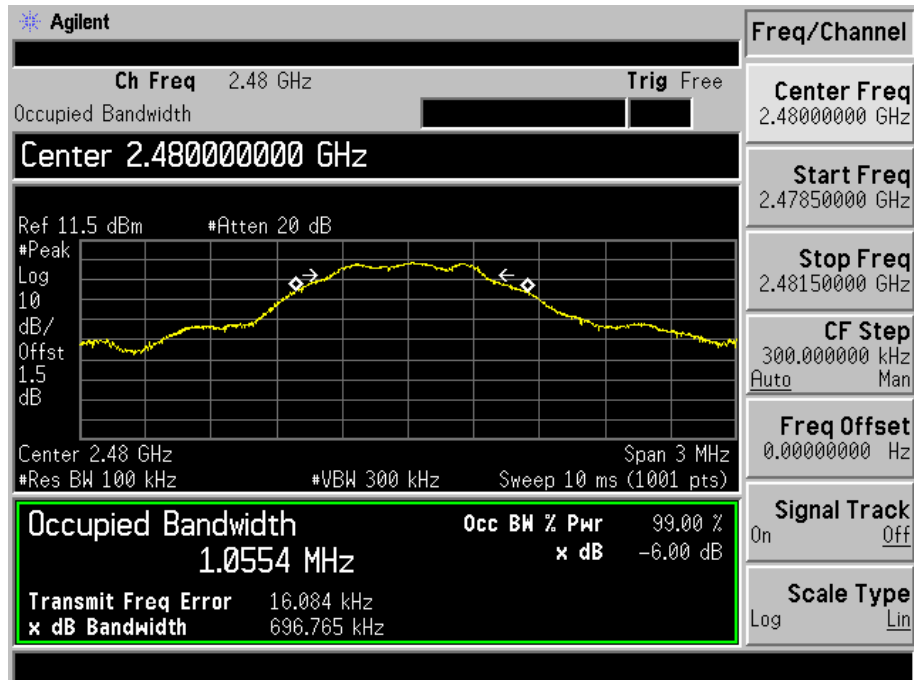 Agilent
Ch Freq 2.48 GHz Trig Free
Occupied Bandwidth
Center 2.480000000 GHz
Ref 11.5 dBm #Atten 20 dB
#Peak
Log
10
dB/
Offst
1.5
dB
Center 2.48 GHz Span 3 MHz
#Res BW 100 kHz #VBW 300 kHz Sweep 10 ms (1001 pts)
Occupied Bandwidth
1.0554 MHz
Occ BW % Pwr 99.00 %
x dB -6.00 dB
Transmit Freq Error 16.084 kHz
x dB Bandwidth 696.765 kHz
Freq/Channel
Center Freq
2.48000000 GHz
Start Freq
2.47850000 GHz
Stop Freq
2.48150000 GHz
CF Step
300.000000 kHz
Auto Man
Freq Offset
0.00000000 Hz
Signal Track
On Off
Scale Type
Log Lin